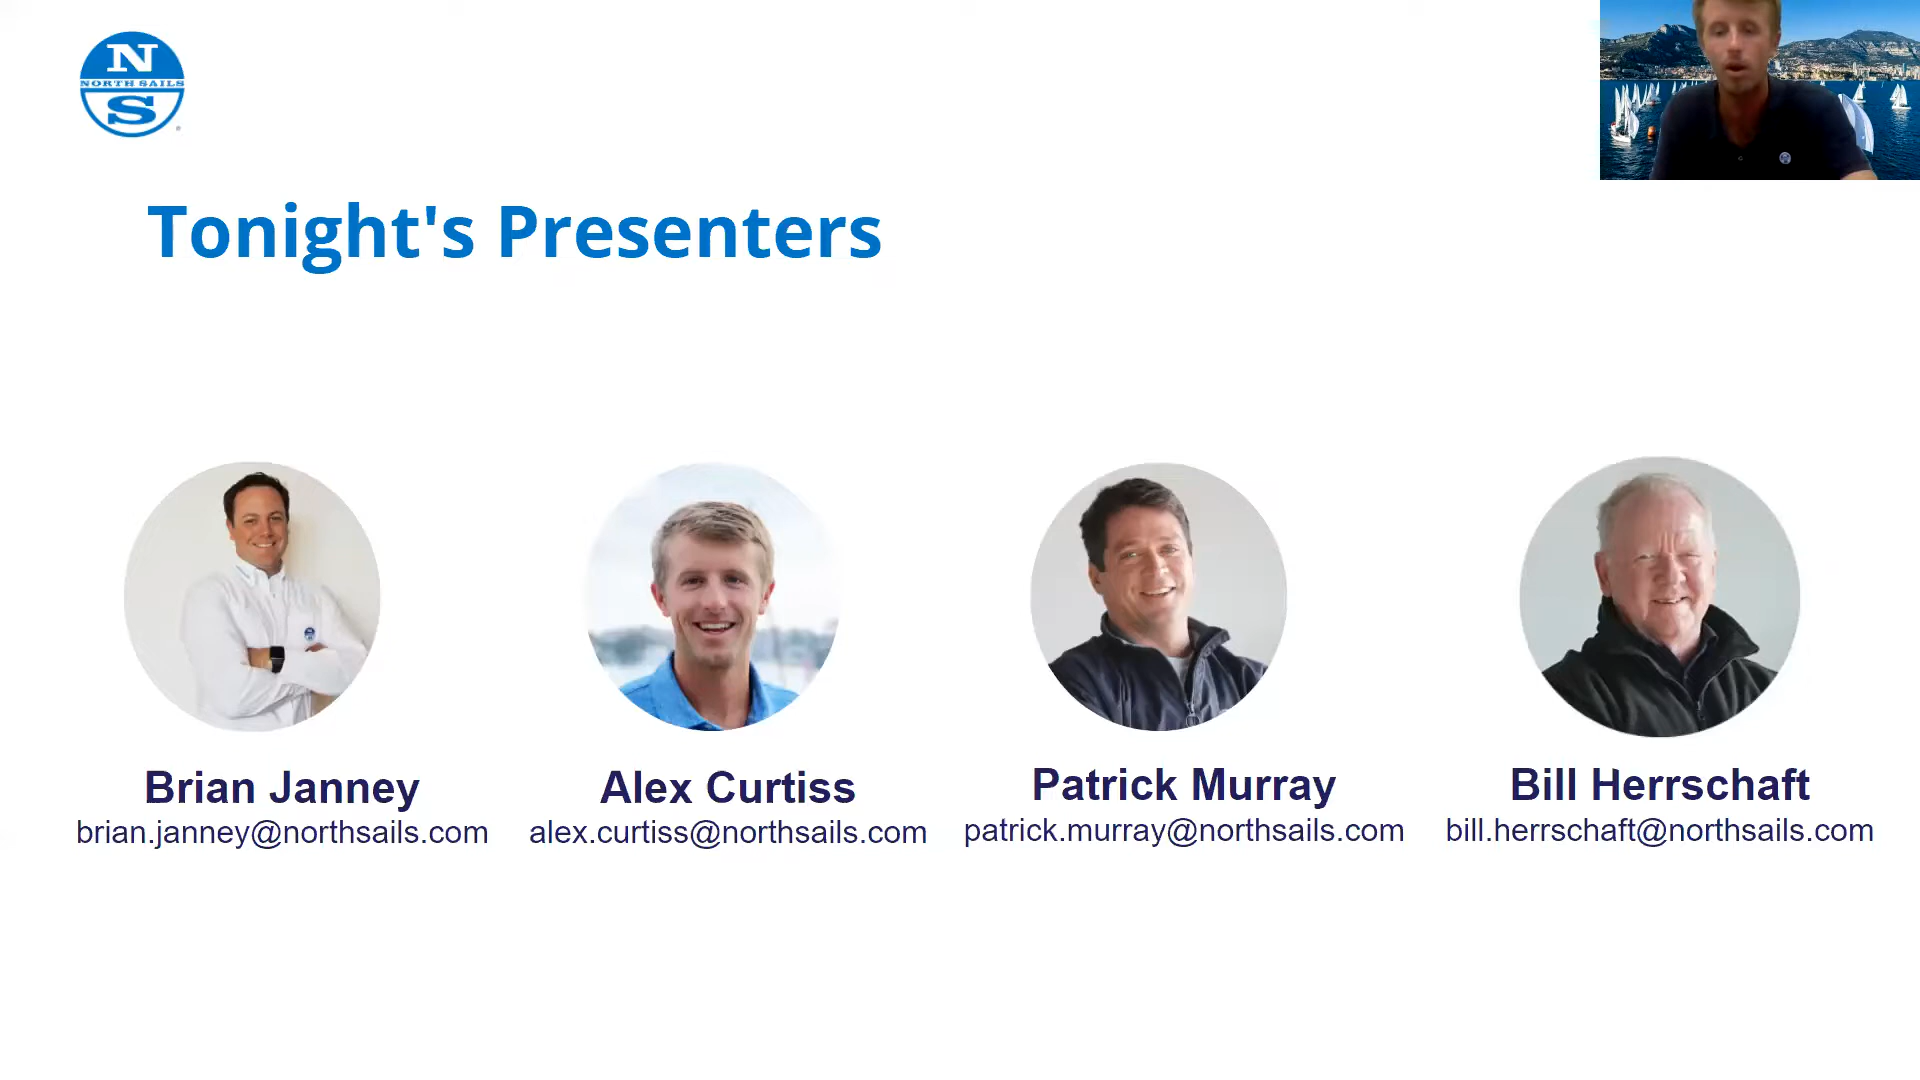 N
NORTH SAILS
S
Tonight's Presenters
Brian Janney
brian.janney@northsails.com
Alex Curtiss
alex.curtiss@northsails.com
Patrick Murray
patrick.murray@northsails.com
Bill Herrschaft
bill.herrschaft@northsails.com